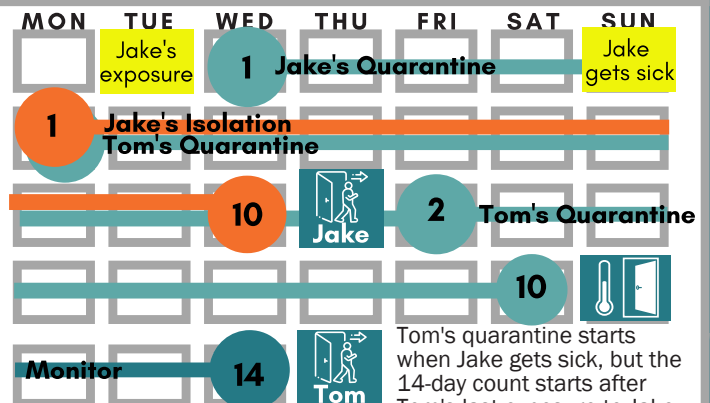 MON TUE WED THU FRI SAT SUN
Jake's
exposure
1 Jake's Quarantine
Jake
gets sick
1 Jake's Isolation
Tom's Quarantine
10
Jake
2 Tom's Quarantine
10
Monitor
14
Tom
Tom's quarantine starts
when Jake gets sick, but the
14-day count starts after